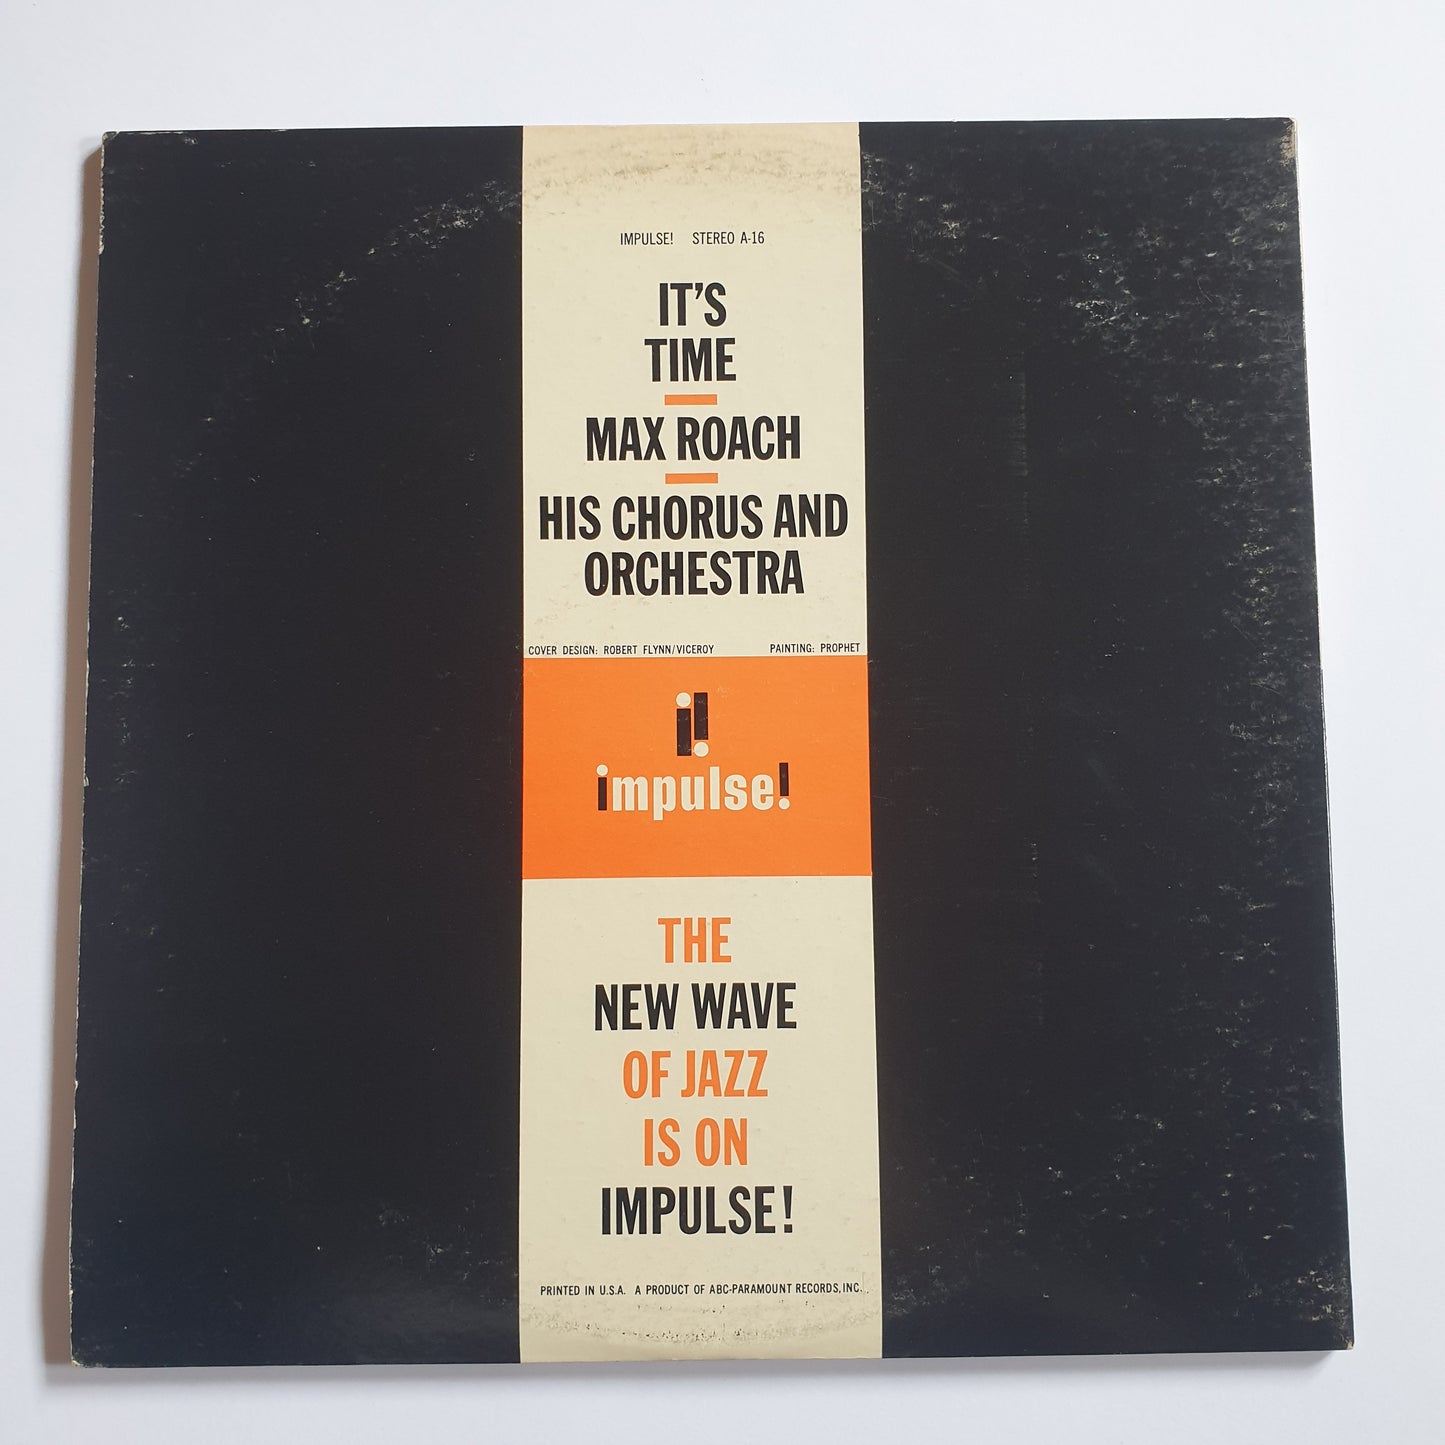 IMPULSE! STEREO A-16
IT'S
TIME
MAX ROACH
HIS CHORUS AND
ORCHESTRA
COVER DESIGN: ROBERT FLYNN/VICEROY PAINTING: PROPHET
i!
impulse!
THE
NEW WAVE
OF JAZZ
IS ON
IMPULSE!
PRINTED IN U.S.A. A PRODUCT OF ABC-PARAMOUNT RECORDS, INC.